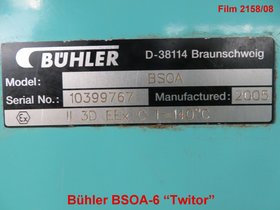 Film 2158/08
BÜHLER
D-38114 Braunschweig
Model: BSOA
Serial No.: 10399767 Manufactured: 2005
II 3D EEx C T=140°C
Bühler BSOA-6 “Twitor”